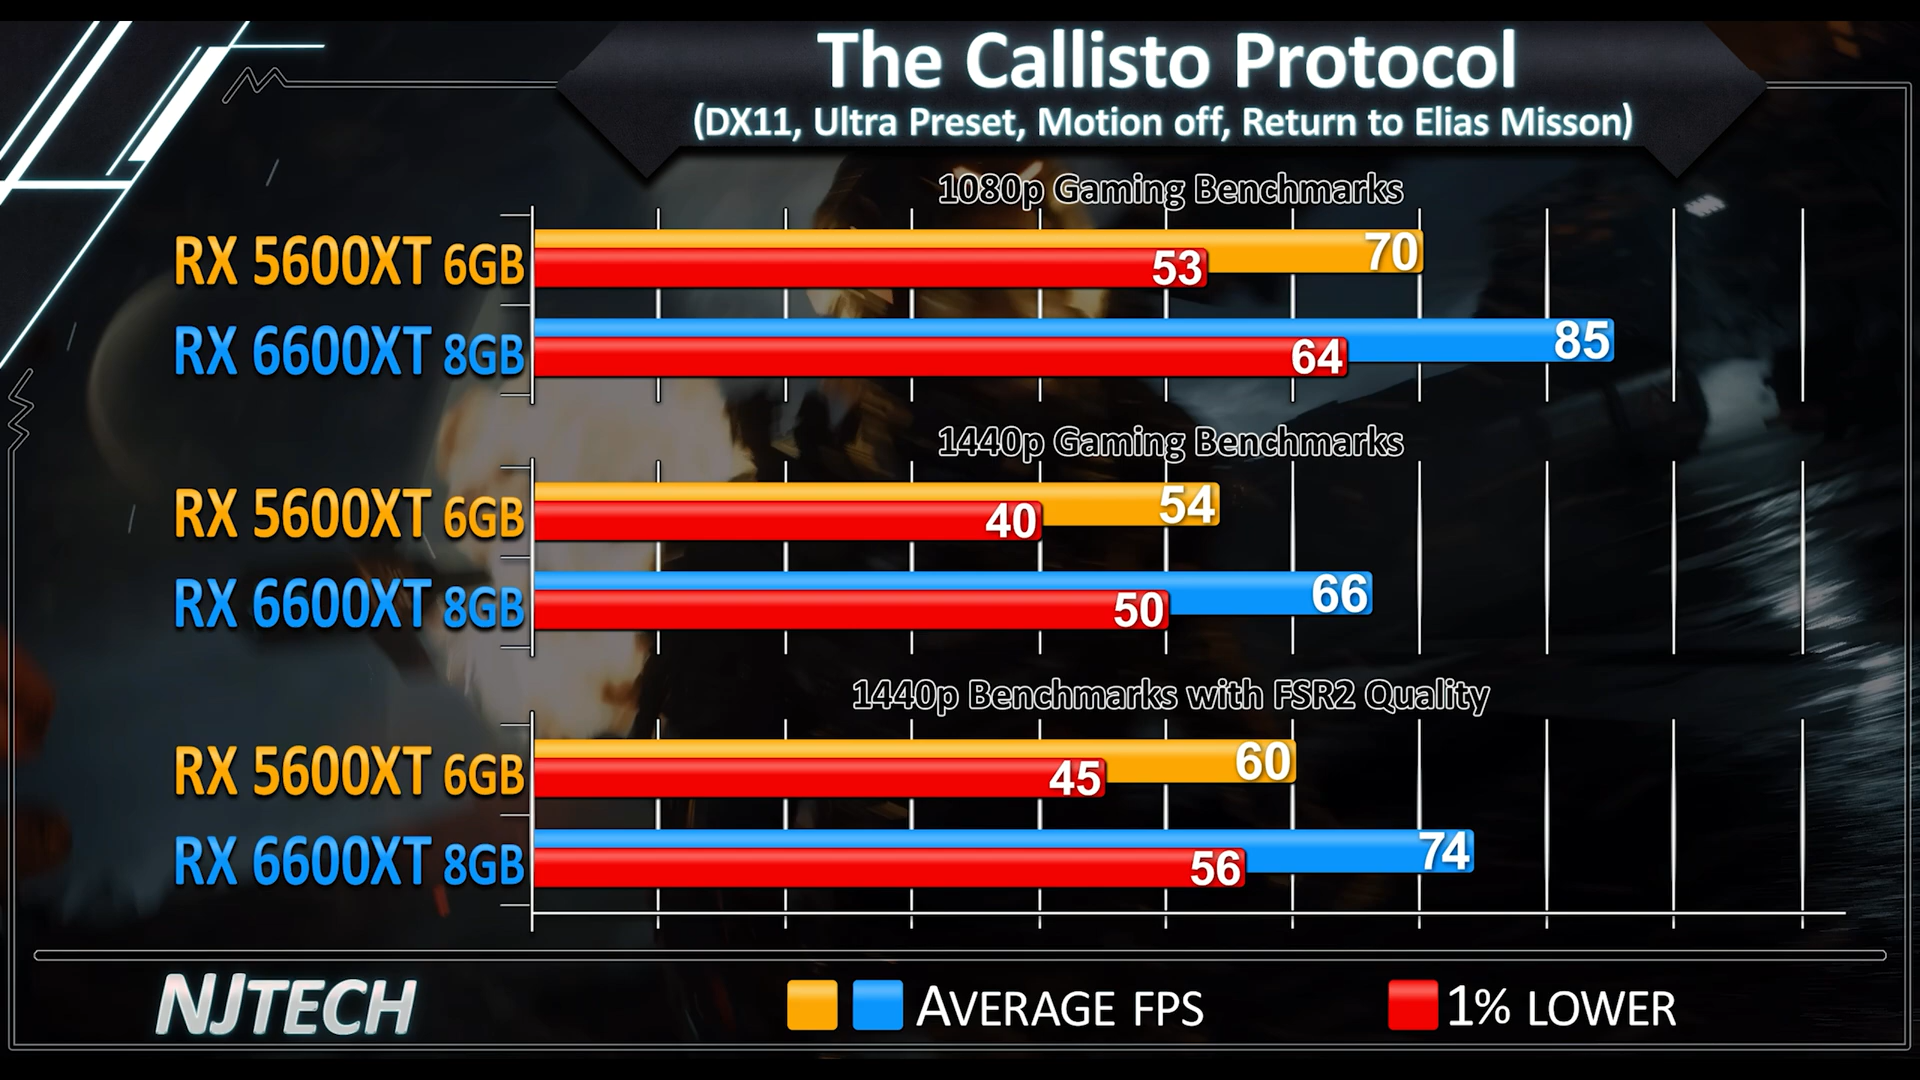 The Callisto Protocol
(DX11, Ultra Preset, Motion off, Return to Elias Misson)
1080p Gaming Benchmarks
RX 5600XT 6GB
70
53
RX 6600XT 8GB
85
64
1440p Gaming Benchmarks
RX 5600XT 6GB
54
40
RX 6600XT 8GB
66
50
1440p Benchmarks with FSR2 Quality
RX 5600XT 6GB
60
45
RX 6600XT 8GB
74
56
NJTECH
AVERAGE FPS
1% LOWER